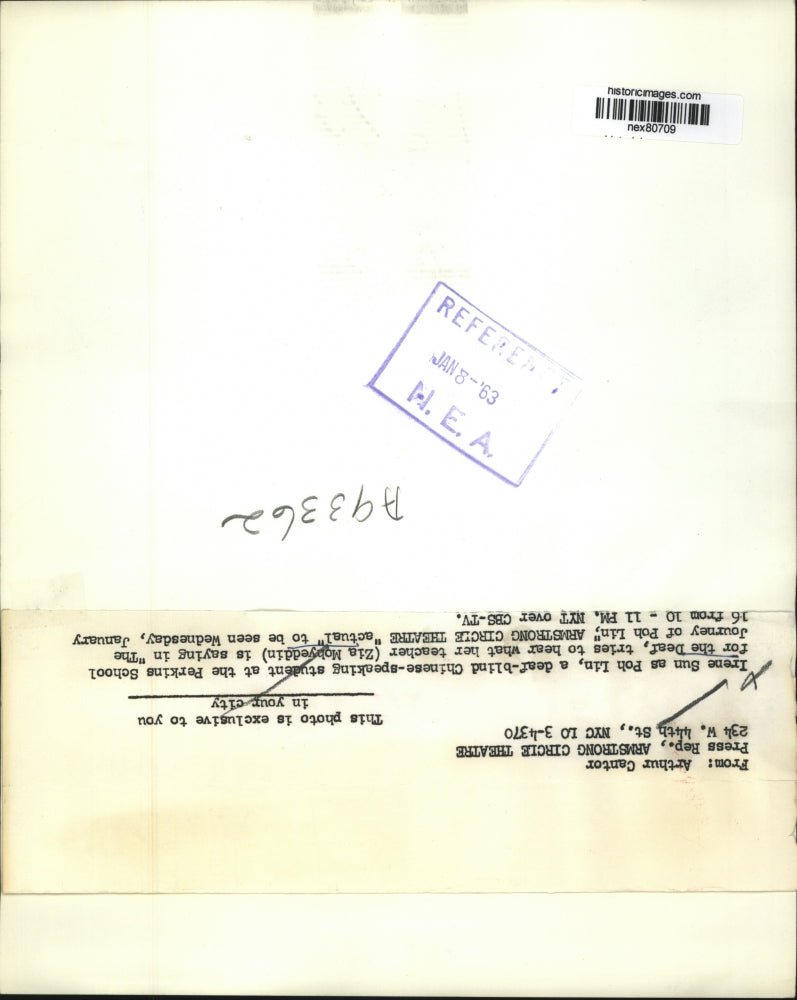 historicimages.com
nex80709
REFERENCE
JAN 8-'63
N.E.A.
A93362
From: Arthur Cantor
Press Rep., ARMSTRONG CIRCLE THEATRE
234 W. 44th St., NYC LO 3-4370
This photo is exclusive to you
in your city
Irene Sun as Poh Lin, a deaf-blind Chinese-speaking student at the Perkins School
for the Deaf, tries to hear what her teacher (Zia Mohyeddin) is saying in "The
Journey of Poh Lin," ARMSTRONG CIRCLE THEATRE "actual" to be seen Wednesday, January
16 from 10 - 11 PM. NYT over CBS-TV.